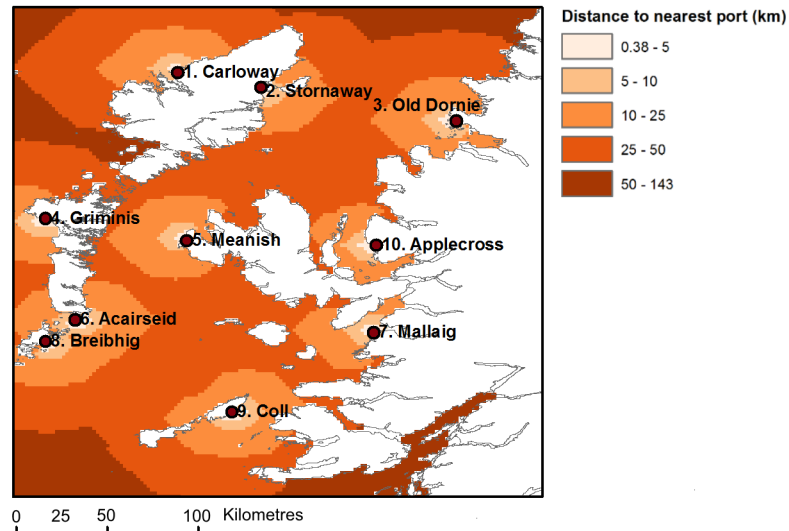 Distance to nearest port (km)
0.38 - 5
5 - 10
10 - 25
25 - 50
50 - 143
1. Carloway
2. Stornaway
3. Old Dornie
4. Griminis
5. Meanish
10. Applecross
6. Acairseid
7. Mallaig
8. Breibhig
9. Coll
0 25 50 100 Kilometres